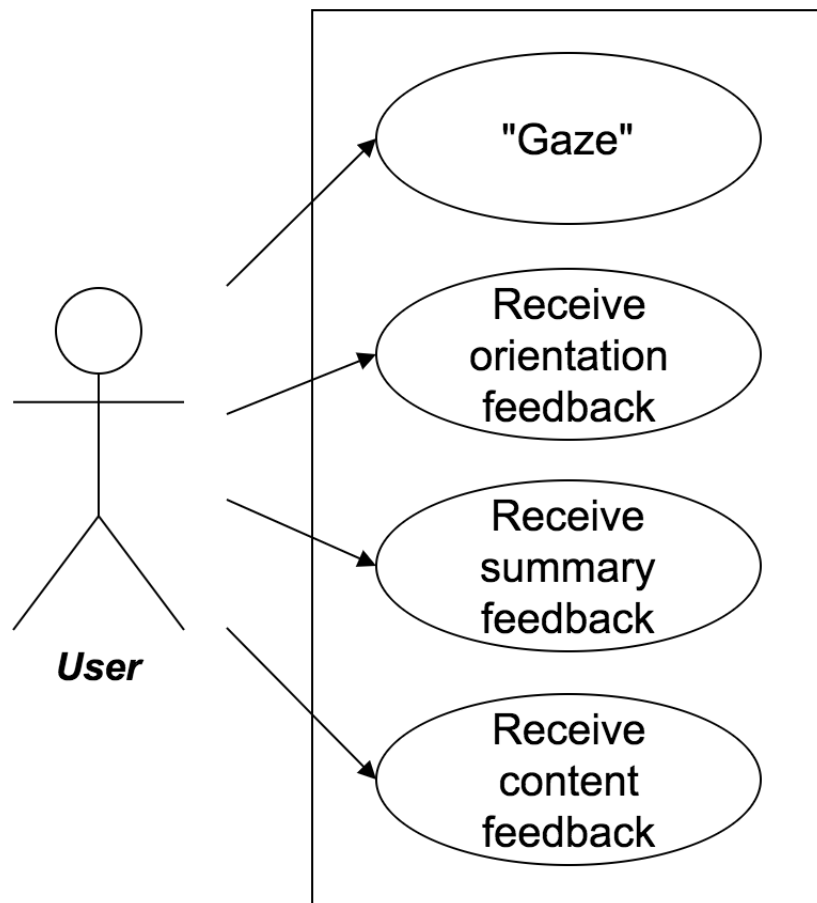 "Gaze"
Receive
orientation
feedback
Receive
summary
feedback
User
Receive
content
feedback